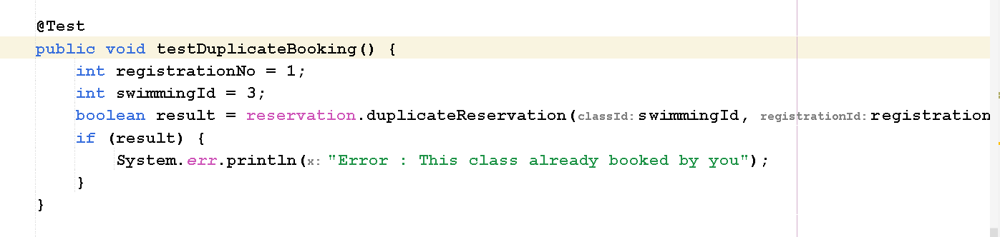 @Test
public void testDuplicateBooking() {
int registrationNo = 1;
int swimmingId = 3;
boolean result = reservation.duplicateReservation( classId: swimmingId, registrationId: registration
if (result) {
System.err.println( x: "Error : This class already booked by you");
}
}